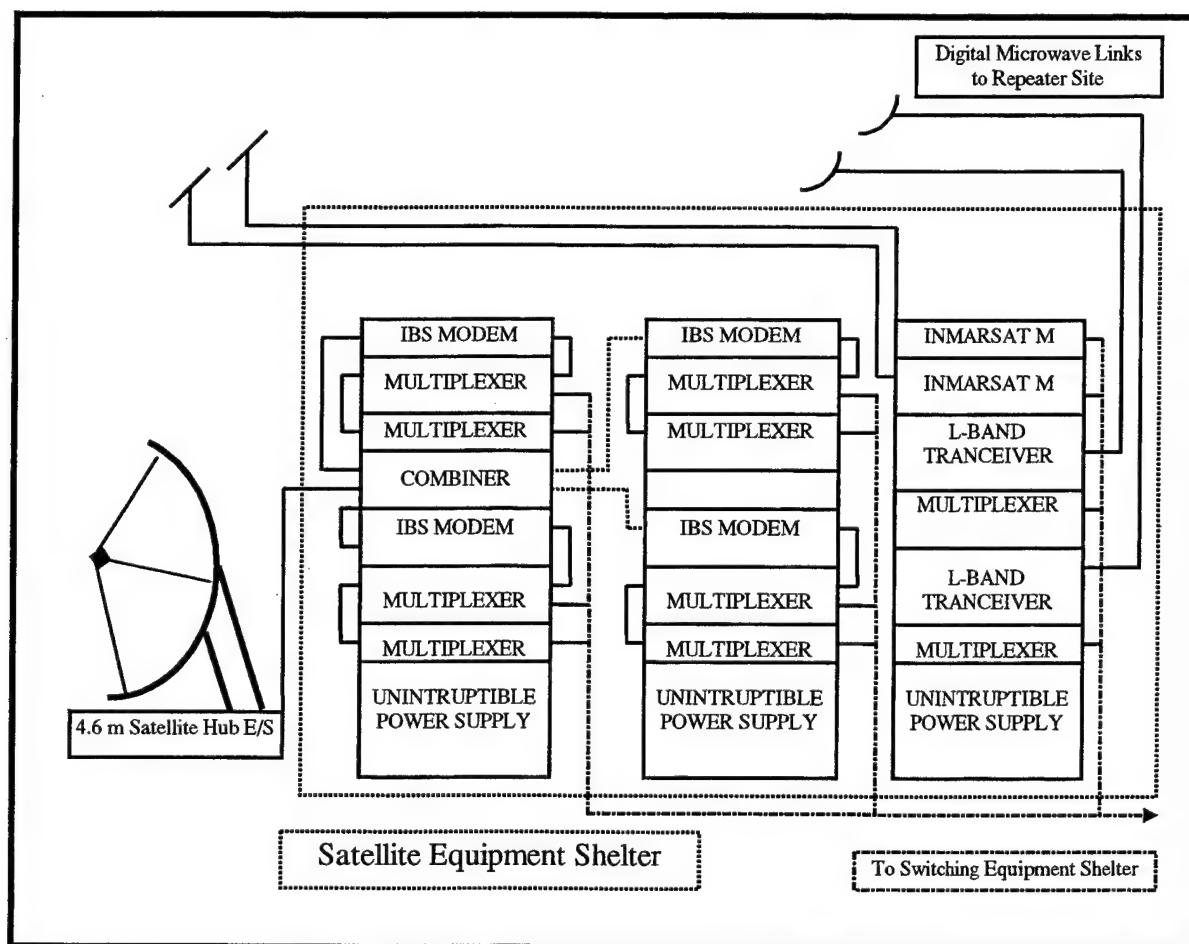 Digital Microwave Links
to Repeater Site
IBS MODEM
MULTIPLEXER
MULTIPLEXER
COMBINER
IBS MODEM
MULTIPLEXER
MULTIPLEXER
UNINTRUPTIBLE
POWER SUPPLY
IBS MODEM
MULTIPLEXER
MULTIPLEXER
IBS MODEM
MULTIPLEXER
MULTIPLEXER
UNINTRUPTIBLE
POWER SUPPLY
INMARSAT M
INMARSAT M
L-BAND
TRANCEIVER
MULTIPLEXER
L-BAND
TRANCEIVER
MULTIPLEXER
UNINTRUPTIBLE
POWER SUPPLY
4.6 m Satellite Hub E/S
Satellite Equipment Shelter
To Switching Equipment Shelter